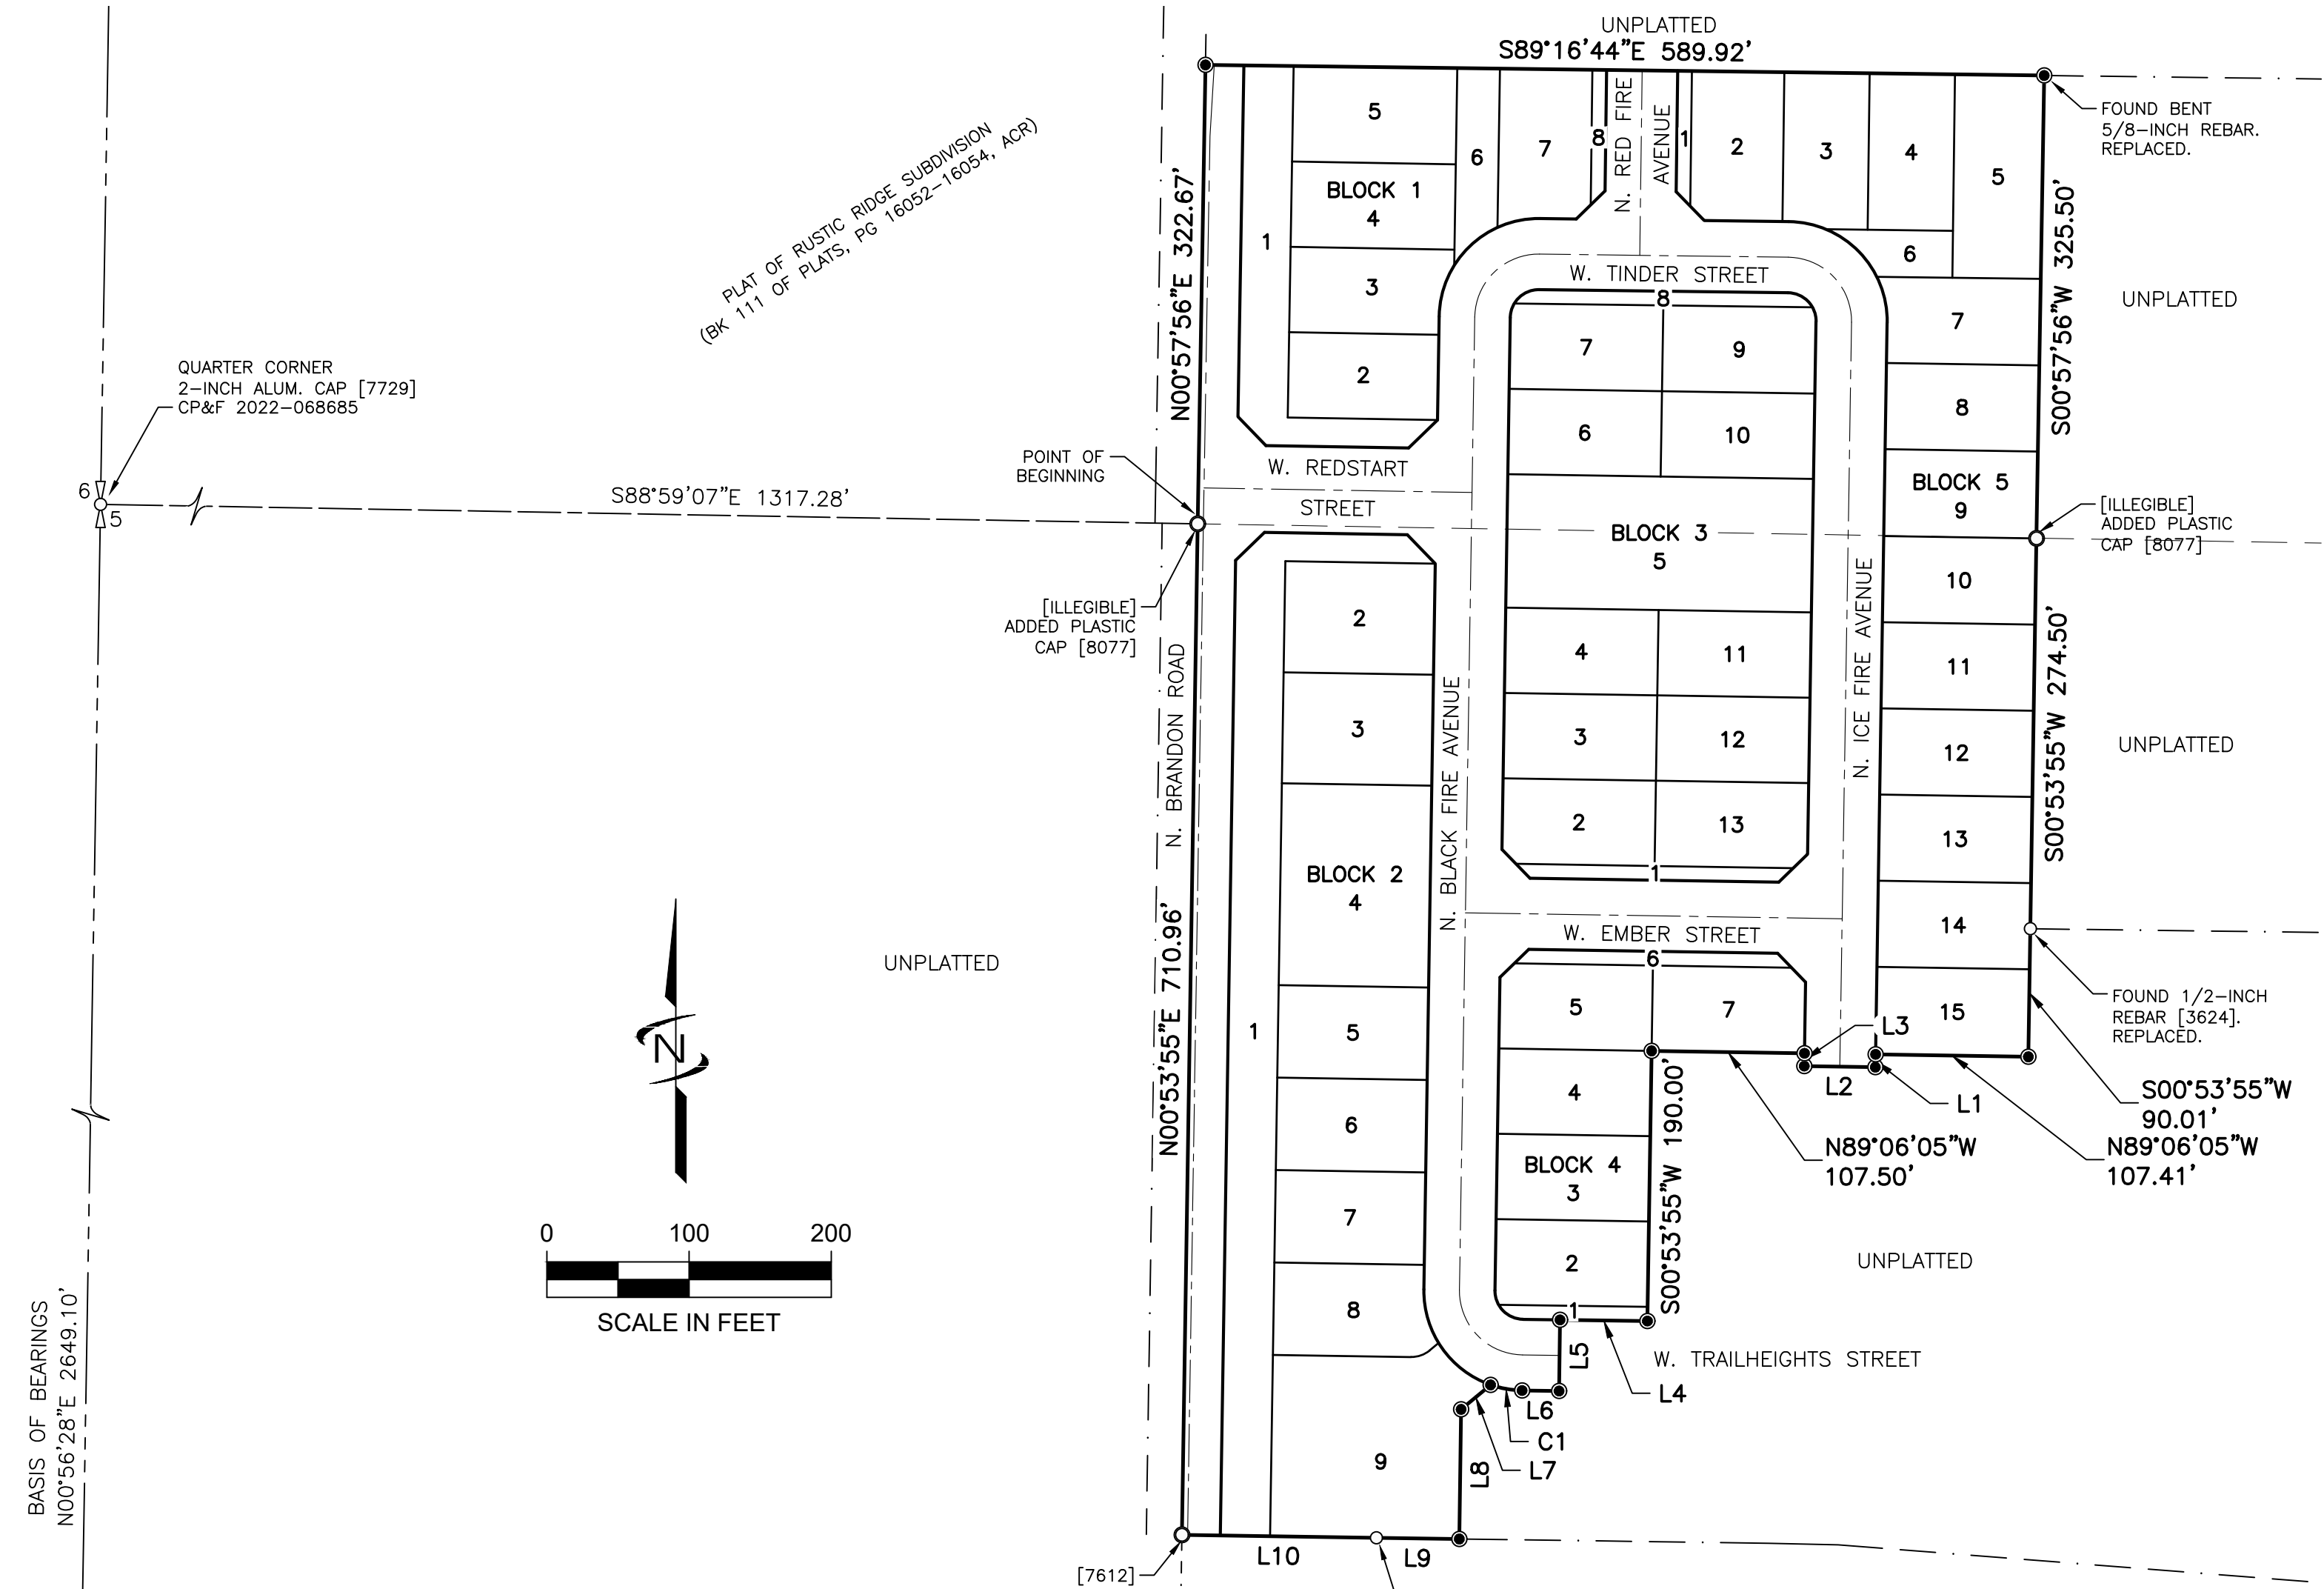 UNPLATTED
S89°16'44"E 589.92'
FOUND BENT
5/8-INCH REBAR.
REPLACED.
PLAT OF RUSTIC RIDGE SUBDIVISION
(BK 111 OF PLATS, PG 16052-16054, ACR)
N00°57'56"E 322.67'
S00°57'56"W 325.50'
UNPLATTED
N. RED FIRE
AVENUE
5
BLOCK 1
4
3
2
1
6
7
8
1
2
3
4
5
6
7
8
BLOCK 5
9
10
11
12
13
14
15
W. TINDER STREET
8
7
9
6
10
BLOCK 3
5
4
11
3
12
2
13
1
QUARTER CORNER
2-INCH ALUM. CAP [7729]
CP&F 2022-068685
6
5
S88°59'07"E 1317.28'
POINT OF
BEGINNING
W. REDSTART
STREET
[ILLEGIBLE]
ADDED PLASTIC
CAP [8077]
[ILLEGIBLE]
ADDED PLASTIC
CAP [8077]
N. BRANDON ROAD
N00°53'55"E 710.96'
N. BLACK FIRE AVENUE
N. ICE FIRE AVENUE
S00°53'55"W 274.50'
UNPLATTED
2
3
BLOCK 2
4
5
1
6
7
8
9
W. EMBER STREET
6
5
7
4
BLOCK 4
3
2
1
S00°53'55"W 190.00'
FOUND 1/2-INCH
REBAR [3624].
REPLACED.
L3
L2
L1
S00°53'55"W
90.01'
N89°06'05"W
107.50'
N89°06'05"W
107.41'
UNPLATTED
UNPLATTED
W. TRAILHEIGHTS STREET
L5
L4
L6
C1
L7
L8
L9
L10
[7612]
N
0 100 200
SCALE IN FEET
BASIS OF BEARINGS
N00°56'28"E 2649.10'